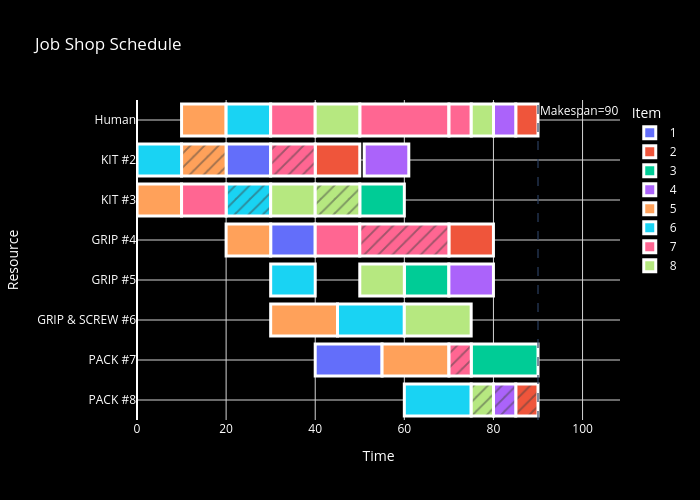 Job Shop Schedule
Makespan=90
Item
1
2
3
4
5
6
7
8
Resource
Human
KIT #2
KIT #3
GRIP #4
GRIP #5
GRIP & SCREW #6
PACK #7
PACK #8
0 20 40 60 80 100
Time